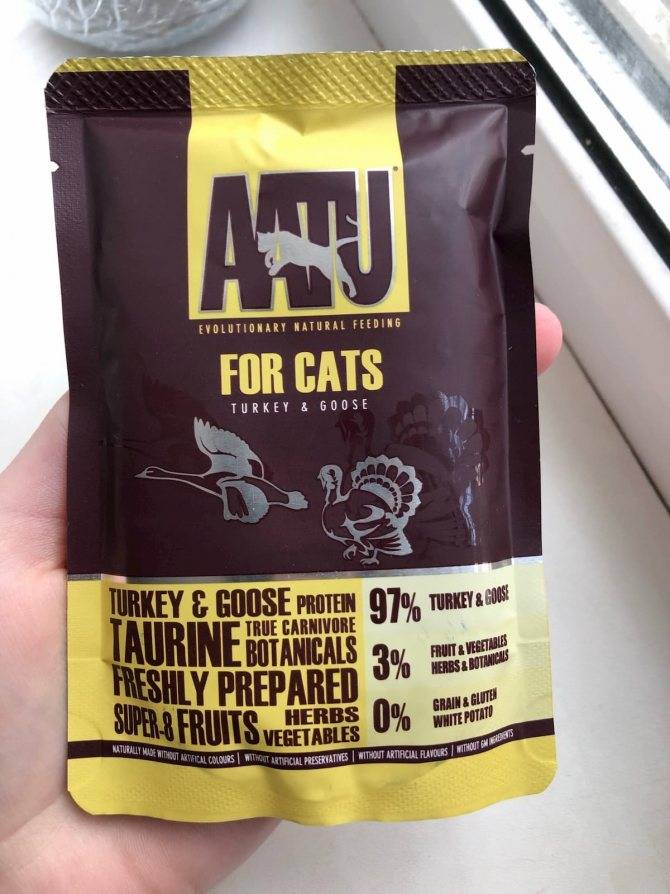 AATU
EVOLUTIONARY NATURAL FEEDING
FOR CATS
TURKEY & GOOSE
TURKEY & GOOSE PROTEIN
TAURINE TRUE CARNIVORE
BOTANICALS
FRESHLY PREPARED
SUPER-8 FRUITS HERBS
VEGETABLES
97% TURKEY & GOOSE
3% FRUIT & VEGETABLES
HERBS & BOTANICALS
0% GRAIN & GLUTEN
WHITE POTATO
NATURALLY MADE WITHOUT ARTIFICAL COLOURS | WITHOUT ARTIFICIAL PRESERVATIVES | WITHOUT ARTIFICIAL FLAVOURS | WITHOUT GM INGREDIENTS